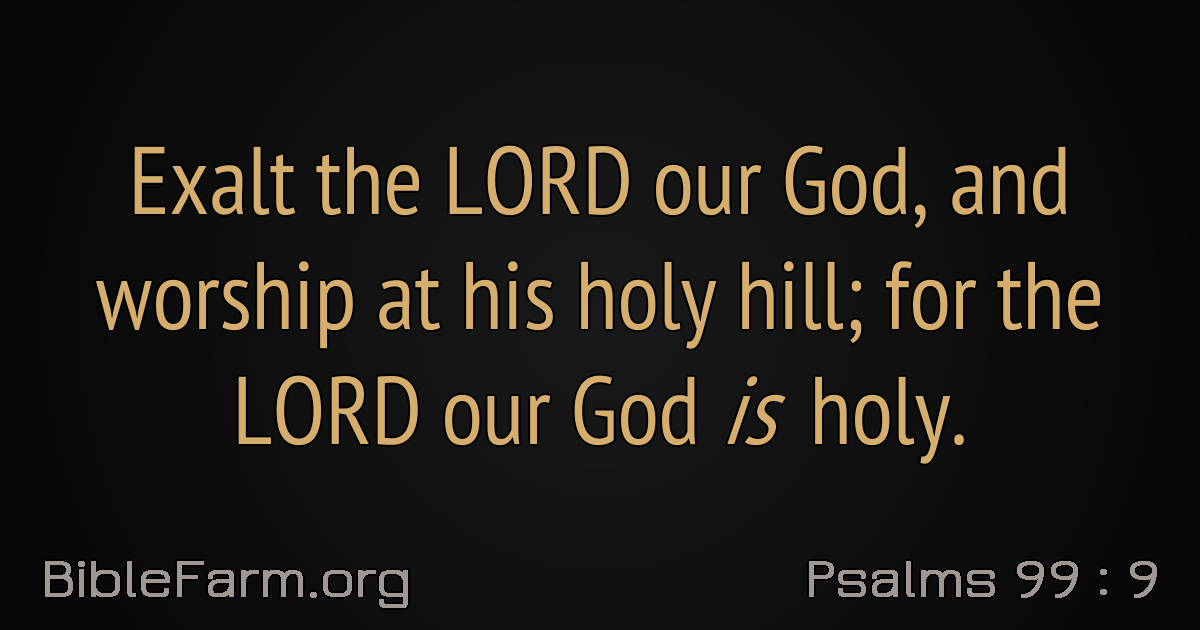 Exalt the LORD our God, and
worship at his holy hill; for the
LORD our God is holy.
BibleFarm.org
Psalms 99 : 9